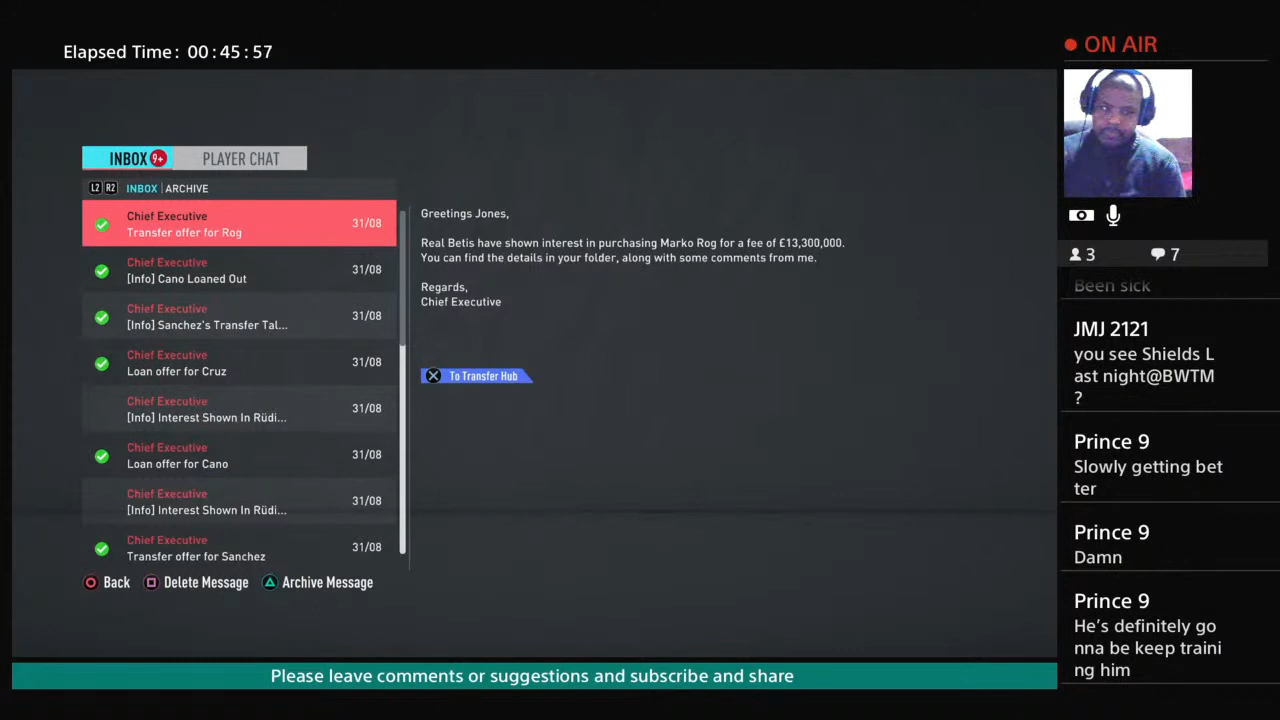 Elapsed Time: 00:45:57
ON AIR
INBOX 9+ PLAYER CHAT
L2 R2 INBOX | ARCHIVE
Chief Executive
Transfer offer for Rog 31/08
Chief Executive
[Info] Cano Loaned Out 31/08
Chief Executive
[Info] Sanchez's Transfer Tal... 31/08
Chief Executive
Loan offer for Cruz 31/08
Chief Executive
[Info] Interest Shown In Rüdi... 31/08
Chief Executive
Loan offer for Cano 31/08
Chief Executive
[Info] Interest Shown In Rüdi... 31/08
Chief Executive
Transfer offer for Sanchez 31/08
Back Delete Message Archive Message
Greetings Jones,
Real Betis have shown interest in purchasing Marko Rog for a fee of £13,300,000.
You can find the details in your folder, along with some comments from me.
Regards,
Chief Executive
To Transfer Hub
3 7
Been sick
JMJ 2121
you see Shields L
ast night@BWTM
?
Prince 9
Slowly getting bet
ter
Prince 9
Damn
Prince 9
He's definitely go
nna be keep traini
ng him
Please leave comments or suggestions and subscribe and share